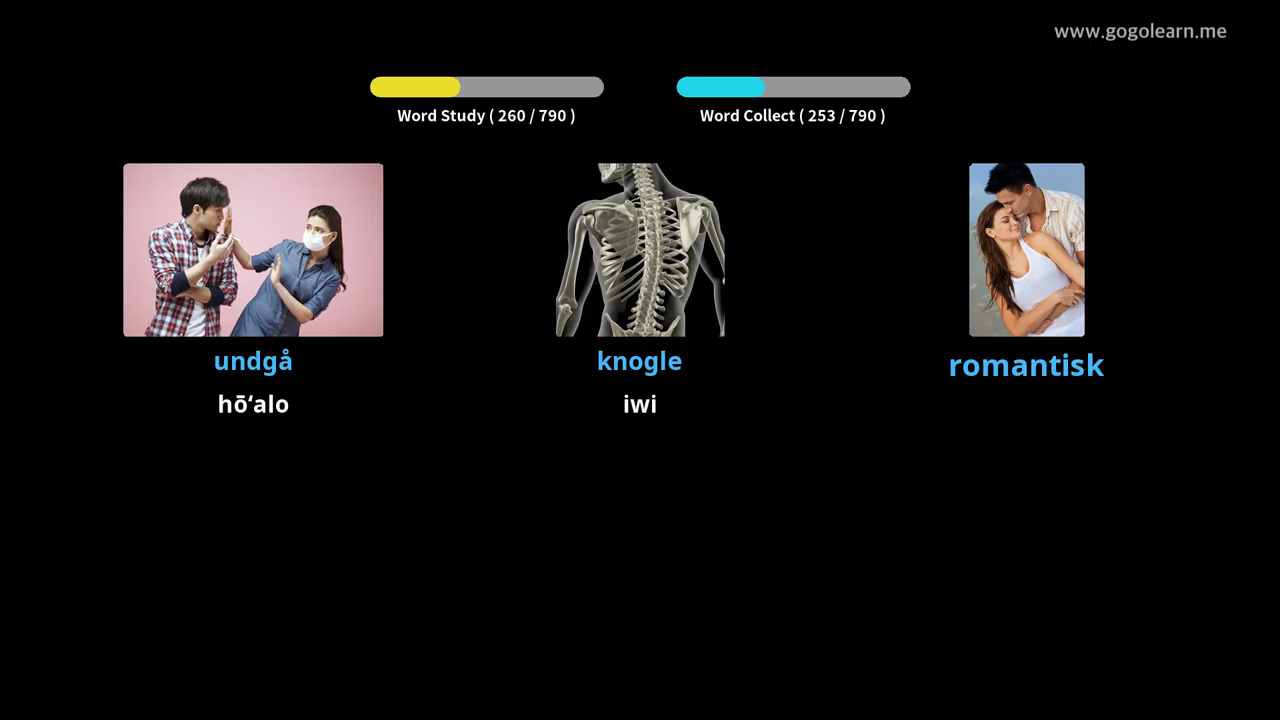 www.gogolearn.me
Word Study ( 260 / 790 )
Word Collect ( 253 / 790 )
undgå
knogle
romantisk
hōʻalo
iwi